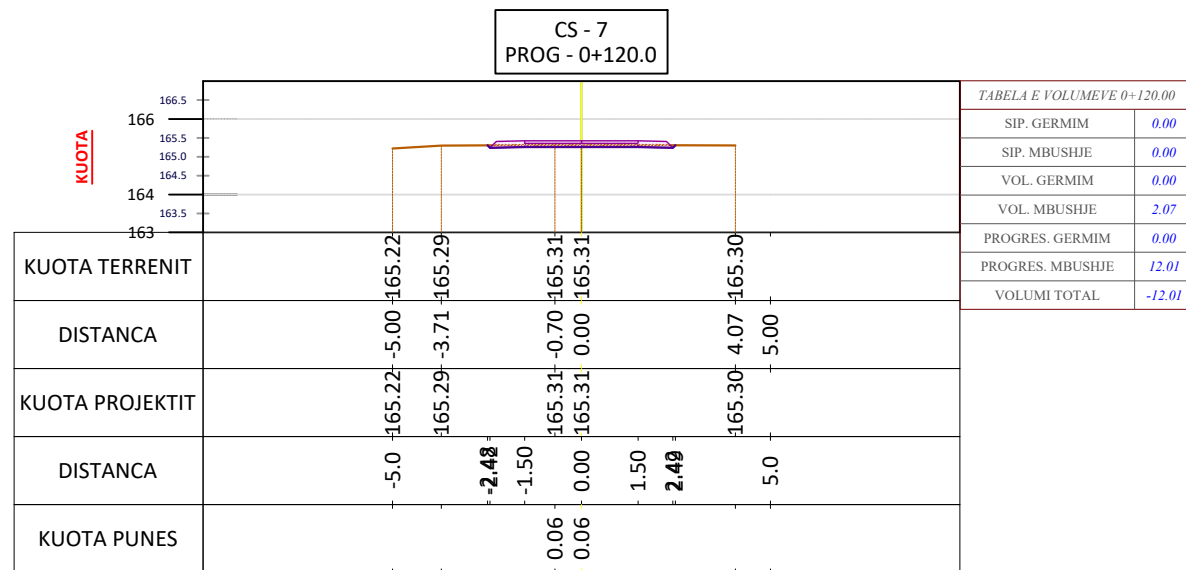 CS - 7
PROG - 0+120.0
KUOTA
166.5
166
165.5
165.0
164.5
164
163.5
163
TABELA E VOLUMEVE 0+120.00
SIP. GERMIM 0.00
SIP. MBUSHJE 0.00
VOL. GERMIM 0.00
VOL. MBUSHJE 2.07
PROGRES. GERMIM 0.00
PROGRES. MBUSHJE 12.01
VOLUMI TOTAL -12.01
KUOTA TERRENIT 165.22 165.29 165.31 165.31 165.30
DISTANCA -5.00 -3.71 -0.70 0.00 4.07 5.00
KUOTA PROJEKTIT 165.22 165.29 165.31 165.31 165.30
DISTANCA -5.0 -1.50 0.00 1.50 5.0
KUOTA PUNES 0.06 0.06